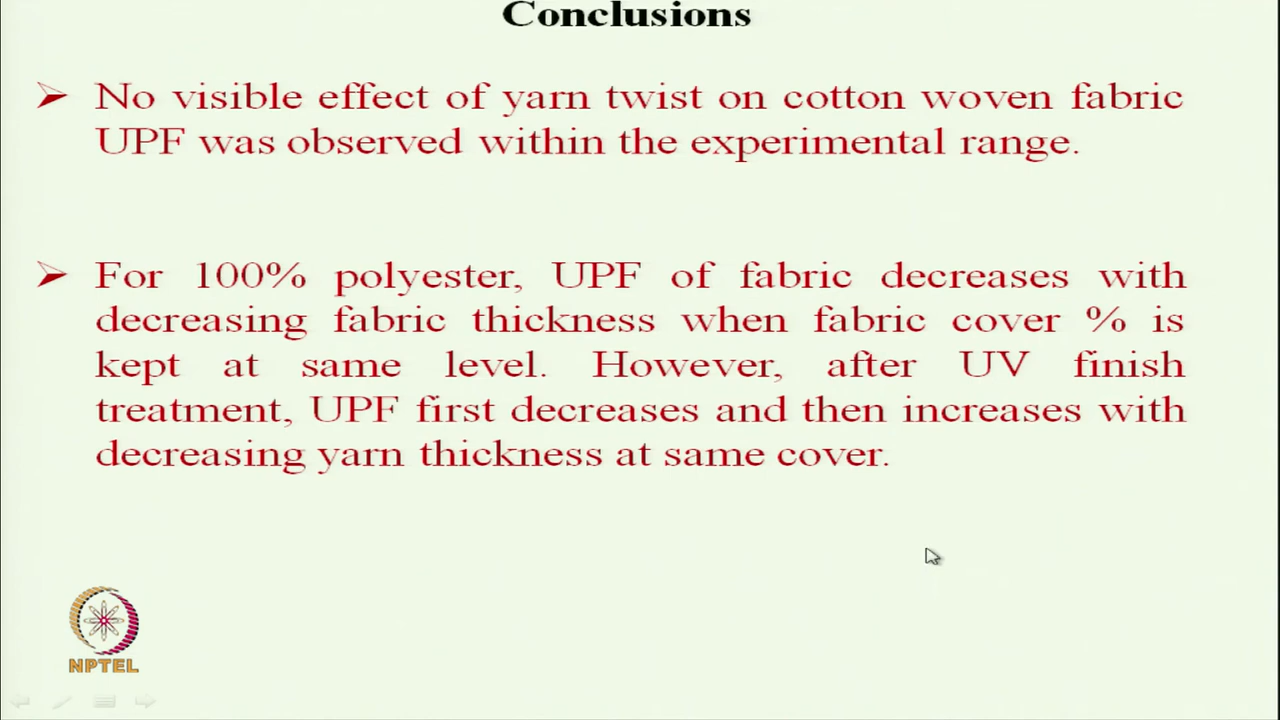 Conclusions
➢ No visible effect of yarn twist on cotton woven fabric
UPF was observed within the experimental range.
➢ For 100% polyester, UPF of fabric decreases with
decreasing fabric thickness when fabric cover % is
kept at same level. However, after UV finish
treatment, UPF first decreases and then increases with
decreasing yarn thickness at same cover.
NPTEL